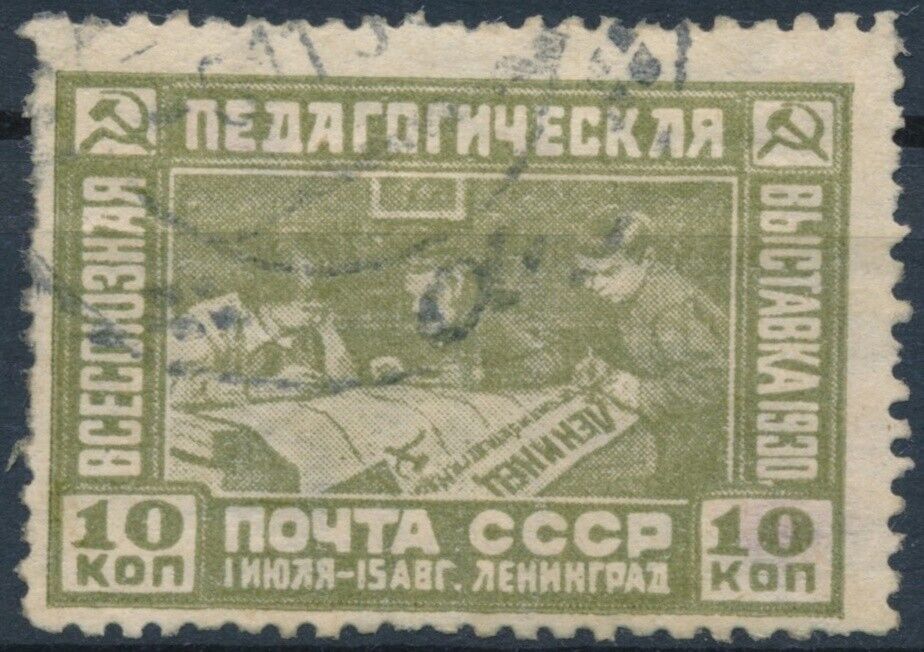 ВСЕСОЮЗНАЯ
ПЕДАГОГИЧЕСКАЯ
ВЫСТАВКА 1930
ЛЕНИНЕЦ
10 КОП
ПОЧТА СССР
1 ИЮЛЯ–15 АВГ. ЛЕНИНГРАД
10 КОП